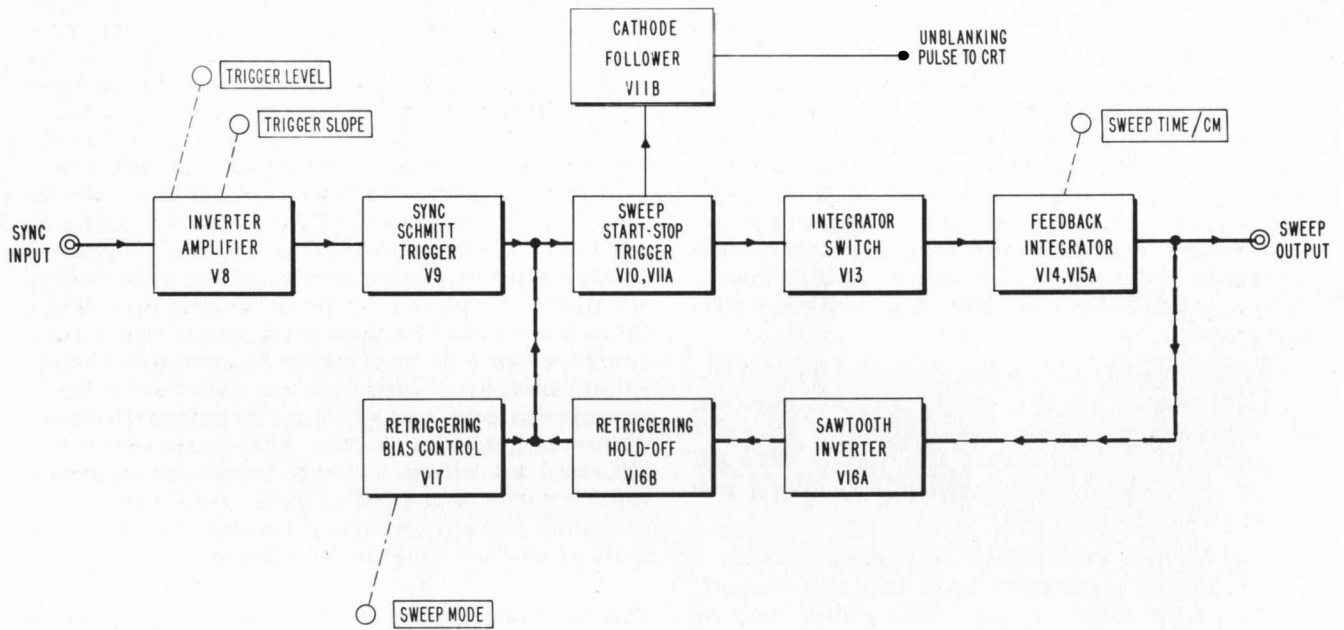 CATHODE
FOLLOWER
V11B
UNBLANKING
PULSE TO CRT
TRIGGER LEVEL
TRIGGER SLOPE
SWEEP TIME/CM
SYNC
INPUT
INVERTER
AMPLIFIER
V8
SYNC
SCHMITT
TRIGGER
V9
SWEEP
START-STOP
TRIGGER
V10, V11A
INTEGRATOR
SWITCH
V13
FEEDBACK
INTEGRATOR
V14, V15A
SWEEP
OUTPUT
RETRIGGERING
BIAS CONTROL
V17
RETRIGGERING
HOLD-OFF
V16B
SAWTOOTH
INVERTER
V16A
SWEEP MODE